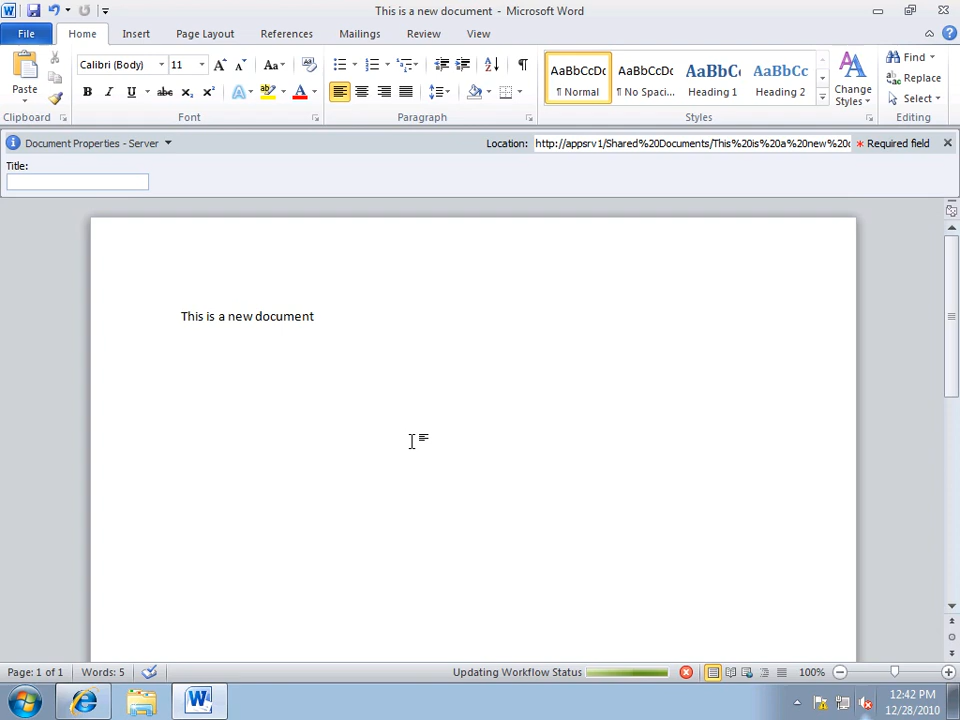 This is a new document - Microsoft Word
File Home Insert Page Layout References Mailings Review View
Paste
Clipboard
Calibri (Body) 11
Font
Paragraph
AaBbCcDc
¶ Normal
AaBbCcDc
¶ No Spaci...
AaBbCc
Heading 1
AaBbCc
Heading 2
Change
Styles
Styles
Find
Replace
Select
Editing
Document Properties - Server
Location: http://appsrv1/Shared%20Documents/This%20is%20a%20new%20d
* Required field
Title:
This is a new document
Page: 1 of 1 Words: 5 Updating Workflow Status 100%
12:42 PM
12/28/2010